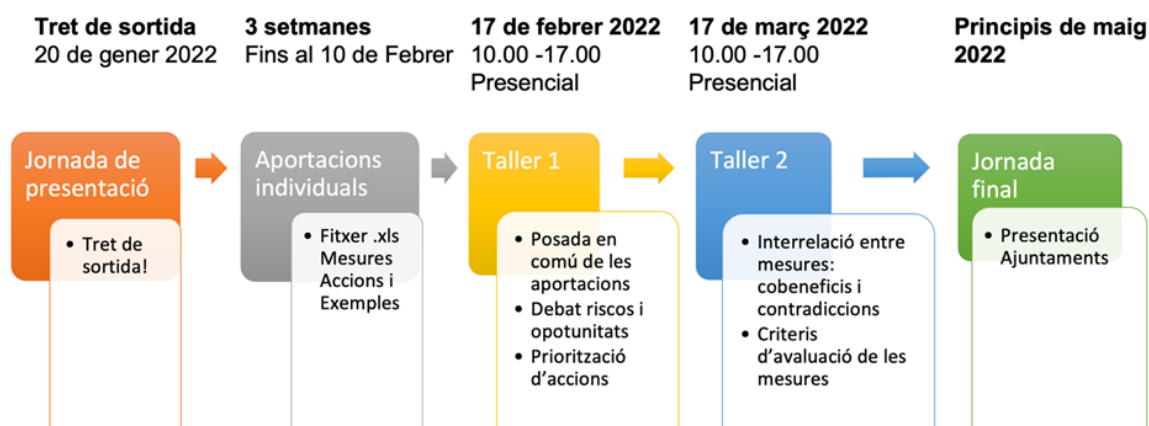 Tret de sortida
20 de gener 2022
3 setmanes
Fins al 10 de Febrer
17 de febrer 2022
10.00 -17.00
Presencial
17 de març 2022
10.00 -17.00
Presencial
Principis de maig
2022
Jornada de
presentació
• Tret de
sortida!
Aportacions
individuals
• Fitxer .xls
Mesures
Accions i
Exemples
Taller 1
• Posada en
comú de les
aportacions
• Debat riscos i
opotunitats
• Priorització
d’accions
Taller 2
• Interrelació entre
mesures:
cobeneficis i
contradiccions
• Criteris
d’avaluació de les
mesures
Jornada
final
• Presentació
Ajuntaments